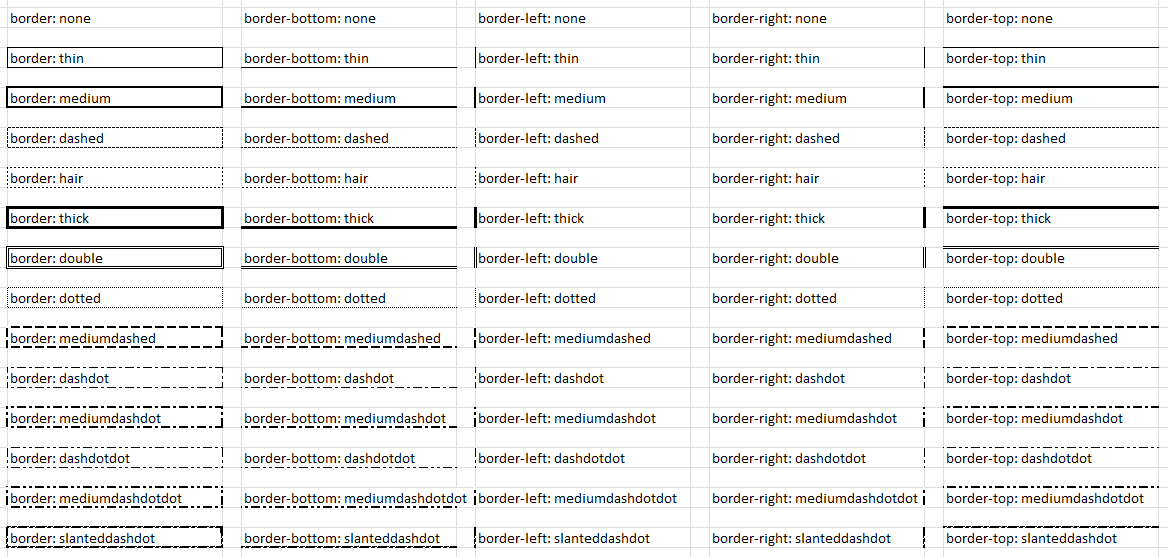 border: none border-bottom: none border-left: none border-right: none border-top: none
border: thin border-bottom: thin border-left: thin border-right: thin border-top: thin
border: medium border-bottom: medium border-left: medium border-right: medium border-top: medium
border: dashed border-bottom: dashed border-left: dashed border-right: dashed border-top: dashed
border: hair border-bottom: hair border-left: hair border-right: hair border-top: hair
border: thick border-bottom: thick border-left: thick border-right: thick border-top: thick
border: double border-bottom: double border-left: double border-right: double border-top: double
border: dotted border-bottom: dotted border-left: dotted border-right: dotted border-top: dotted
border: mediumdashed border-bottom: mediumdashed border-left: mediumdashed border-right: mediumdashed border-top: mediumdashed
border: dashdot border-bottom: dashdot border-left: dashdot border-right: dashdot border-top: dashdot
border: mediumdashdot border-bottom: mediumdashdot border-left: mediumdashdot border-right: mediumdashdot border-top: mediumdashdot
border: dashdotdot border-bottom: dashdotdot border-left: dashdotdot border-right: dashdotdot border-top: dashdotdot
border: mediumdashdotdot border-bottom: mediumdashdotdot border-left: mediumdashdotdot border-right: mediumdashdotdot border-top: mediumdashdotdot
border: slanteddashdot border-bottom: slanteddashdot border-left: slanteddashdot border-right: slanteddashdot border-top: slanteddashdot